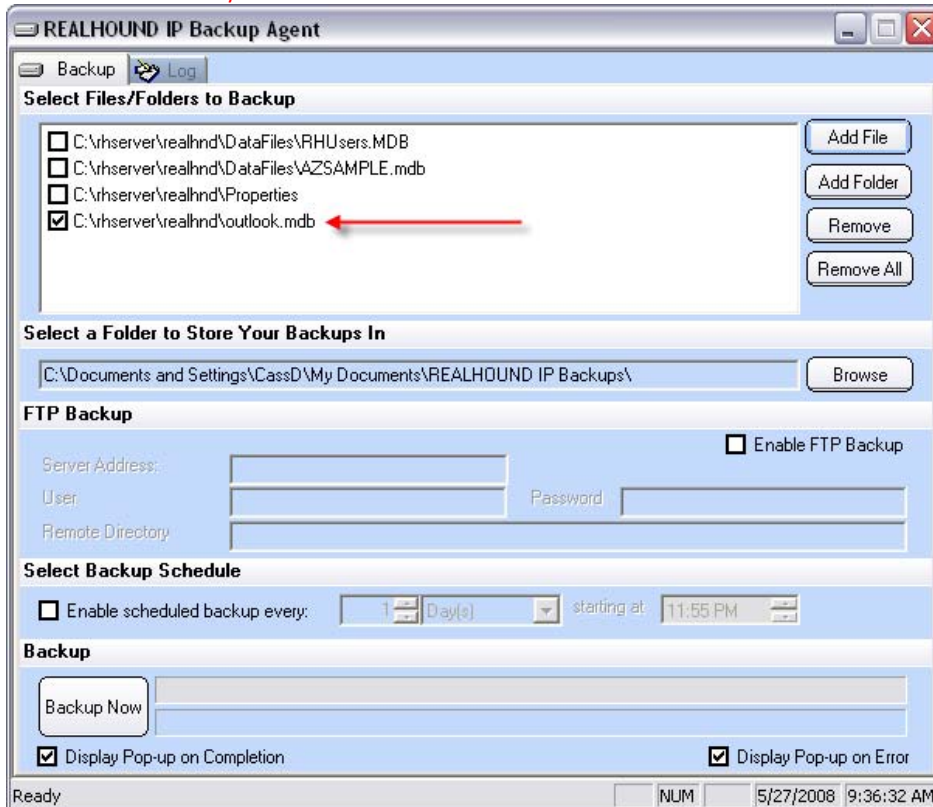 REALHOUND IP Backup Agent
Backup Log
Select Files/Folders to Backup
C:\rhserver\realhnd\DataFiles\RHUsers.MDB
C:\rhserver\realhnd\DataFiles\AZSAMPLE.mdb
C:\rhserver\realhnd\Properties
C:\rhserver\realhnd\outlook.mdb
Add File
Add Folder
Remove
Remove All
Select a Folder to Store Your Backups In
C:\Documents and Settings\CassD\My Documents\REALHOUND IP Backups\
Browse
FTP Backup
Enable FTP Backup
Server Address:
User
Password
Remote Directory
Select Backup Schedule
Enable scheduled backup every: 1 Day(s) starting at 11:55 PM
Backup
Backup Now
Display Pop-up on Completion
Display Pop-up on Error
Ready NUM 5/27/2008 9:36:32 AM